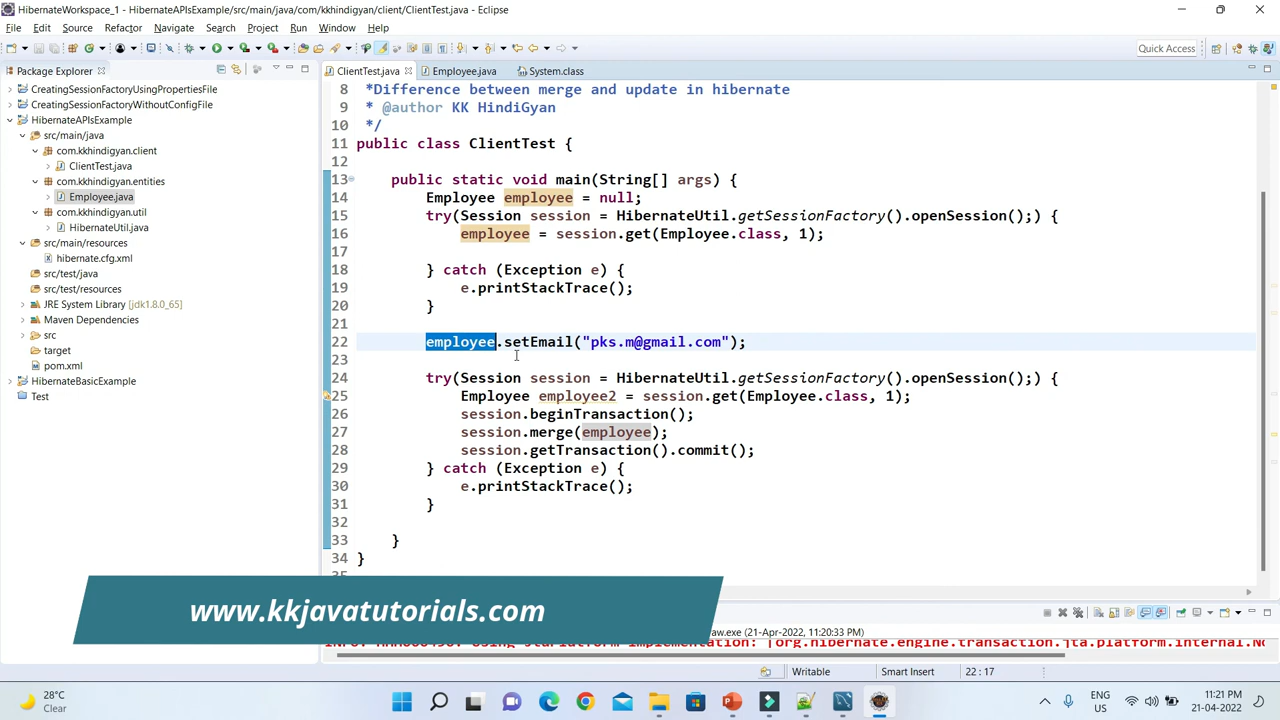 HibernateWorkspace_1 - HibernateAPIsExample/src/main/java/com/kkhindigyan/client/ClientTest.java - Eclipse
File Edit Source Refactor Navigate Search Project Run Window Help
Quick Access
Package Explorer
CreatingSessionFactoryUsingPropertiesFile
CreatingSessionFactoryWithoutConfigFile
HibernateAPIsExample
src/main/java
com.kkhindigyan.client
ClientTest.java
com.kkhindigyan.entities
Employee.java
com.kkhindigyan.util
HibernateUtil.java
src/main/resources
hibernate.cfg.xml
src/test/java
src/test/resources
JRE System Library [jdk1.8.0_65]
Maven Dependencies
src
target
pom.xml
HibernateBasicExample
Test
ClientTest.java Employee.java System.class
8 *Difference between merge and update in hibernate
9 * @author KK HindiGyan
10 */
11 public class ClientTest {
12
13 public static void main(String[] args) {
14 Employee employee = null;
15 try(Session session = HibernateUtil.getSessionFactory().openSession();) {
16 employee = session.get(Employee.class, 1);
17
18 } catch (Exception e) {
19 e.printStackTrace();
20 }
21
22 employee.setEmail("pks.m@gmail.com");
23
24 try(Session session = HibernateUtil.getSessionFactory().openSession();) {
25 Employee employee2 = session.get(Employee.class, 1);
26 session.beginTransaction();
27 session.merge(employee);
28 session.getTransaction().commit();
29 } catch (Exception e) {
30 e.printStackTrace();
31 }
32
33 }
34 }
www.kkjavatutorials.com
aw.exe (21-Apr-2022, 11:20:33 PM)
Writable Smart Insert 22 : 17
28°C
Clear
ENG
US
11:21 PM
21-04-2022